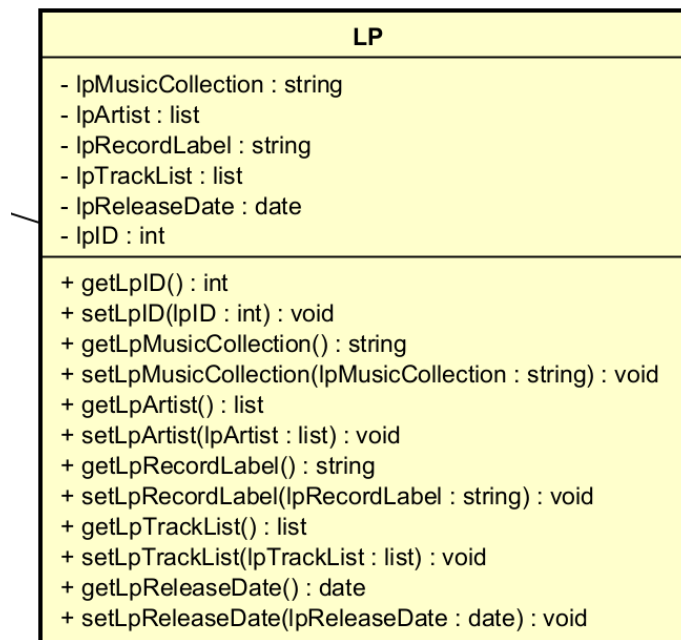 LP
- lpMusicCollection : string
- lpArtist : list
- lpRecordLabel : string
- lpTrackList : list
- lpReleaseDate : date
- lpID : int
+ getLpID() : int
+ setLpID(lpID : int) : void
+ getLpMusicCollection() : string
+ setLpMusicCollection(lpMusicCollection : string) : void
+ getLpArtist() : list
+ setLpArtist(lpArtist : list) : void
+ getLpRecordLabel() : string
+ setLpRecordLabel(lpRecordLabel : string) : void
+ getLpTrackList() : list
+ setLpTrackList(lpTrackList : list) : void
+ getLpReleaseDate() : date
+ setLpReleaseDate(lpReleaseDate : date) : void